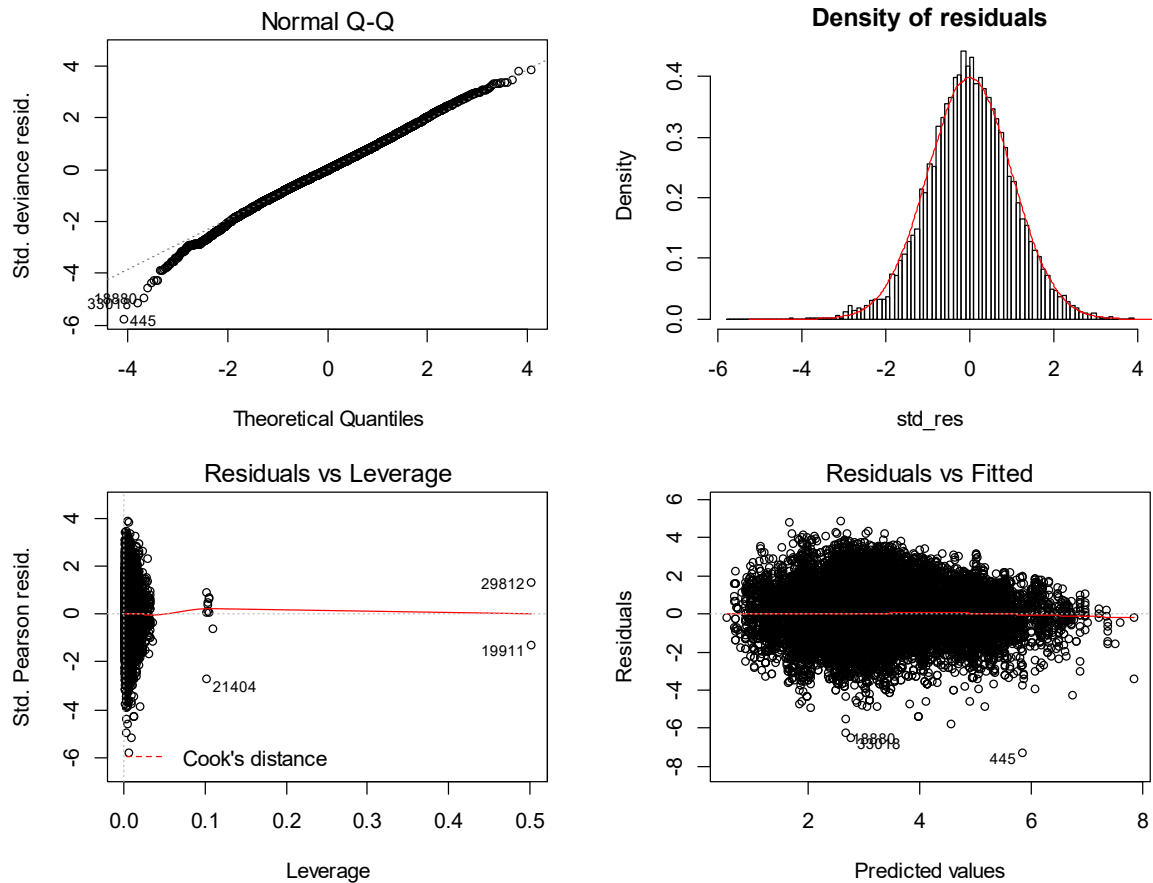 Normal Q-Q
Std. deviance resid.
4
2
0
-2
-4
-6
18880
33018
445
-4 -2 0 2 4
Theoretical Quantiles
Density of residuals
Density
0.4
0.3
0.2
0.1
0.0
-6 -4 -2 0 2 4
std_res
Residuals vs Leverage
Std. Pearson resid.
4
2
0
-2
-4
-6
29812
19911
21404
Cook's distance
0.0 0.1 0.2 0.3 0.4 0.5
Leverage
Residuals vs Fitted
Residuals
6
4
2
0
-2
-4
-6
-8
18880
33018
445
2 4 6 8
Predicted values